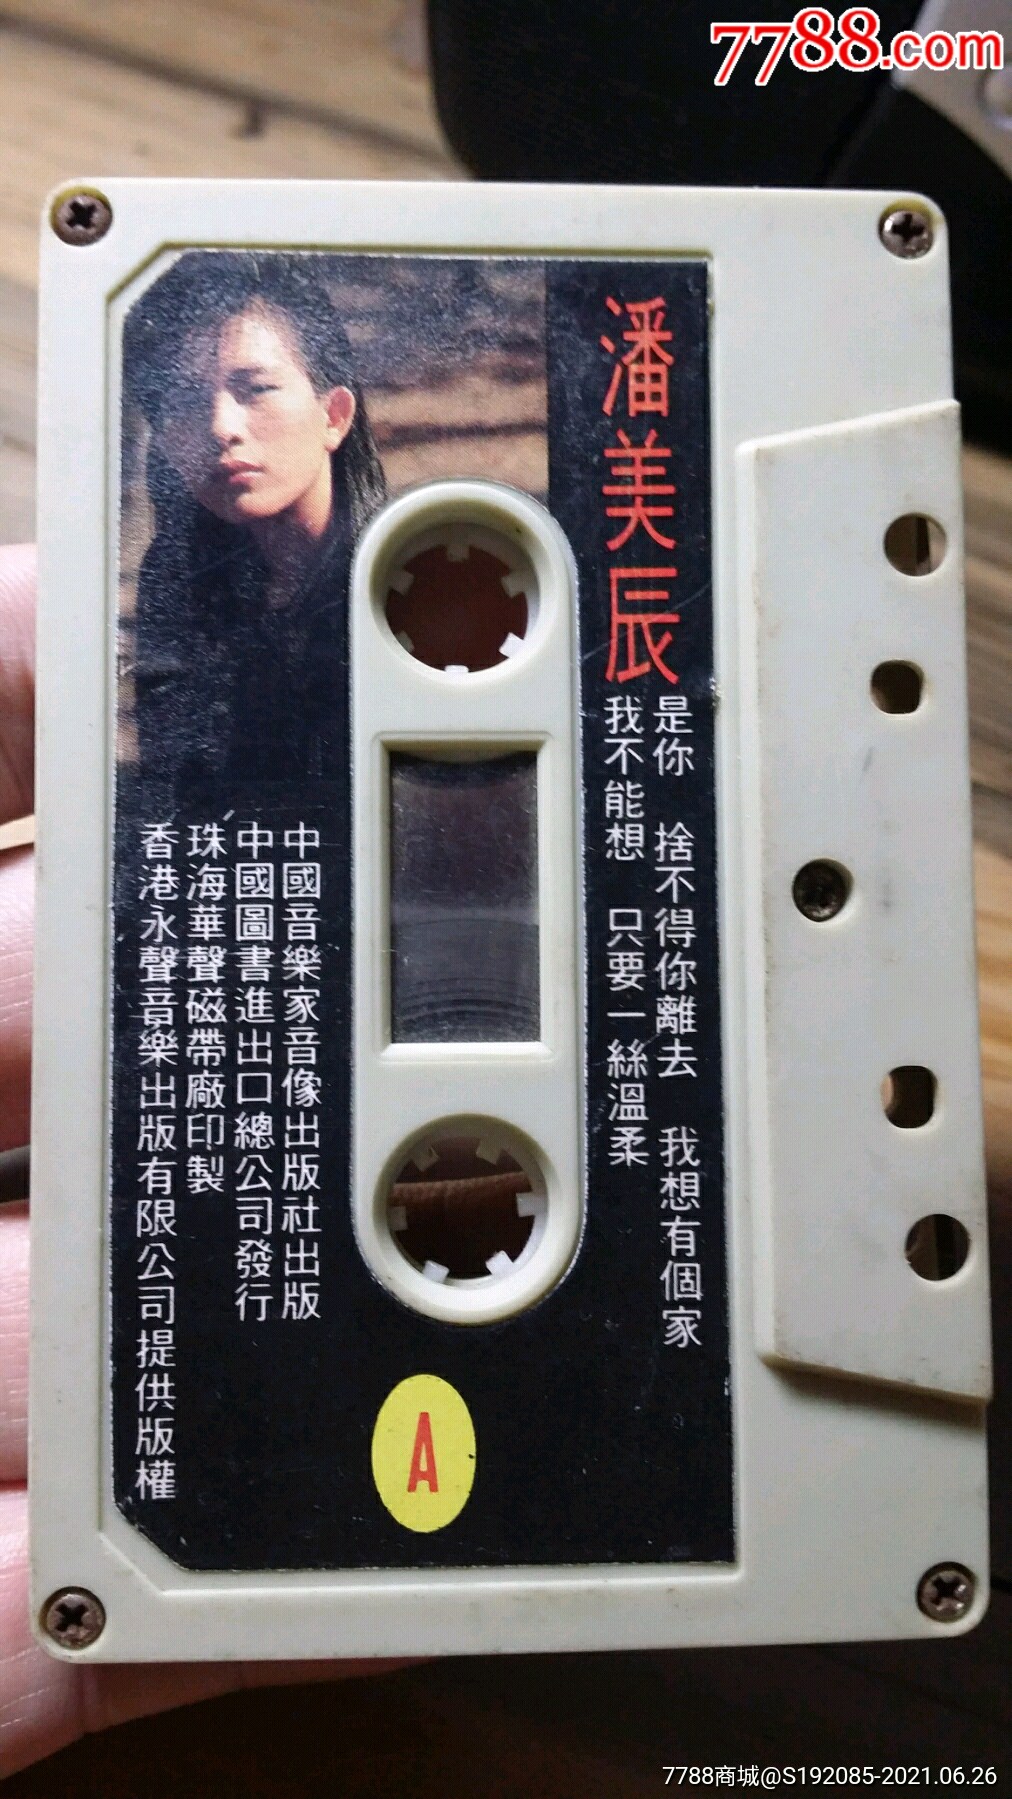 7788.com
潘美辰
是你 捨不得你離去 我想有個家
我不能想 只要一絲溫柔
中國音樂家音像出版社出版
中國圖書進出口總公司發行
珠海華聲磁帶廠印製
香港永聲音樂出版有限公司提供版權
A
7788商城@S192085-2021.06.26